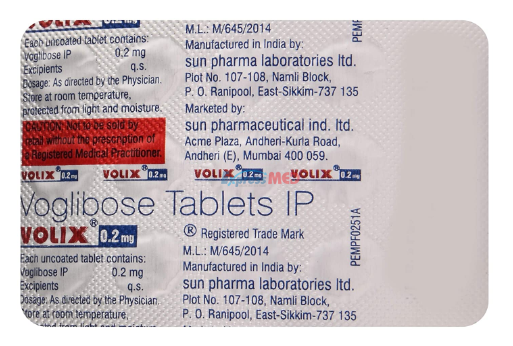 VOLIX® 0.2 mg
Each uncoated tablet contains:
Voglibose IP 0.2 mg
Excipients q.s.
Dosage: As directed by the Physician.
Store at room temperature,
protected from light and moisture.
CAUTION: Not to be sold by
retail without the prescription of
a Registered Medical Practitioner.
M.L.: M/645/2014
Manufactured in India by:
sun pharma laboratories ltd.
Plot No. 107-108, Namli Block,
P. O. Ranipool, East-Sikkim-737 135
Marketed by:
sun pharmaceutical ind. ltd.
Acme Plaza, Andheri-Kurla Road,
Andheri (E), Mumbai 400 059.
PEMPF
VOLIX® 0.2 mg VOLIX® 0.2 mg VOLIX® 0.2 mg VOLIX® 0.2 mg
ExpressMED
Voglibose Tablets IP
VOLIX® 0.2 mg
Each uncoated tablet contains:
Voglibose IP 0.2 mg
Excipients q.s.
Dosage: As directed by the Physician.
Store at room temperature,
® Registered Trade Mark
M.L.: M/645/2014
Manufactured in India by:
sun pharma laboratories ltd.
Plot No. 107-108, Namli Block,
P. O. Ranipool, East-Sikkim-737 135
PEMPF0251A